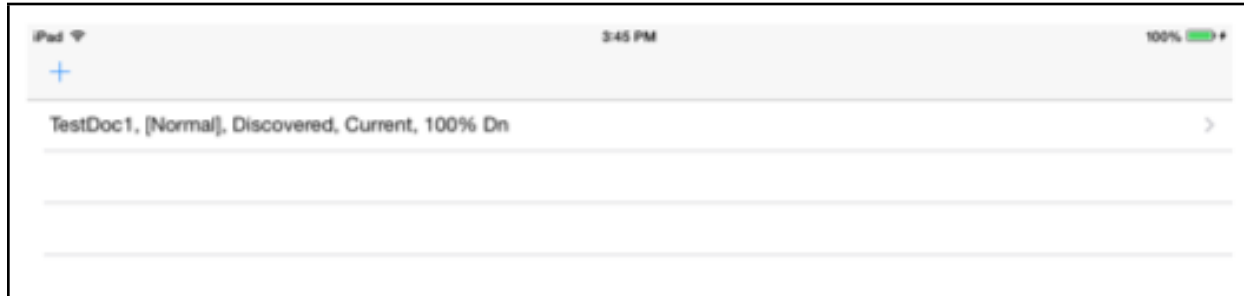 iPad 3:45 PM 100%
+
TestDoc1, [Normal], Discovered, Current, 100% Dn